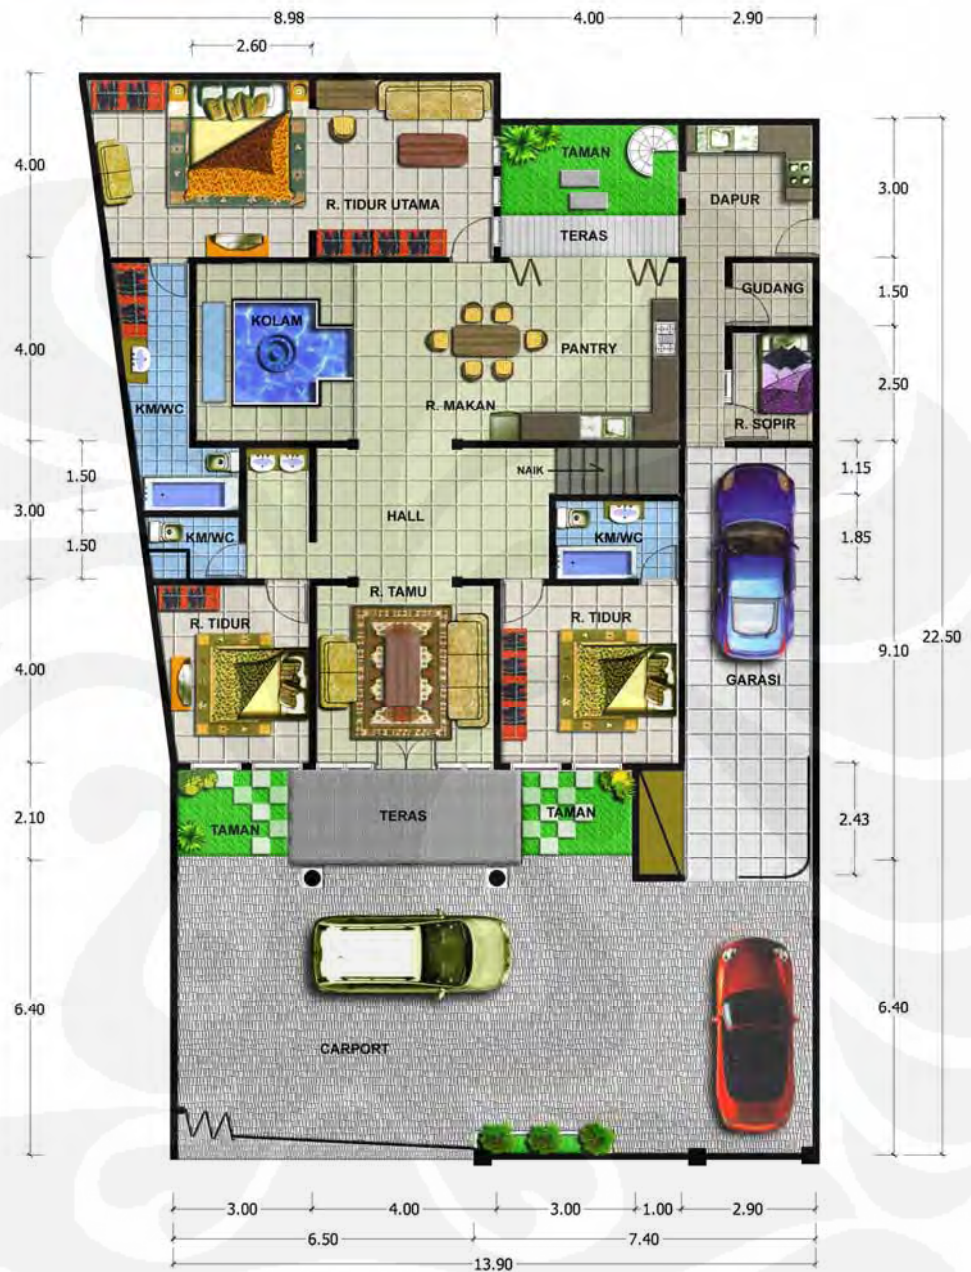 8.98 4.00 2.90
2.60
4.00
4.00
1.50
3.00
1.50
4.00
2.10
6.40
TAMAN
R. TIDUR UTAMA
DAPUR
TERAS
GUDANG
KOLAM
PANTRY
KM/WC
R. MAKAN
R. SOPIR
NAIK
HALL
KM/WC
KM/WC
R. TAMU
R. TIDUR
R. TIDUR
GARASI
TAMAN
TERAS
TAMAN
CARPORT
3.00
1.50
2.50
1.15
1.85
9.10
22.50
2.43
6.40
3.00 4.00 3.00 1.00 2.90
6.50 7.40
13.90